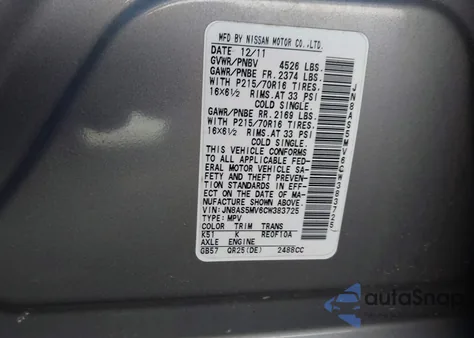 MFD BY NISSAN MOTOR CO.,LTD.
DATE 12/11
GVWR/PNBV 4526 LBS.
GAWR/PNBE FR. 2374 LBS.
WITH P215/70R16 TIRES.
16X6½ RIMS.AT 33 PSI
COLD SINGLE.
GAWR/PNBE RR. 2169 LBS.
WITH P215/70R16 TIRES.
16X6½ RIMS.AT 33 PSI
COLD SINGLE.
THIS VEHICLE CONFORMS
TO ALL APPLICABLE FED-
ERAL MOTOR VEHICLE SA-
FETY AND THEFT PREVEN-
TION STANDARDS IN EFF-
ECT ON THE DATE OF MA-
NUFACTURE SHOWN ABOVE.
VIN: JN8AS5MV6CW383725
TYPE: MPV
COLOR TRIM TRANS
K51 K RE0F10A
AXLE ENGINE
GB57 QR25(DE) 2488CC
JN8AS5MV6CW383725
autoSnap